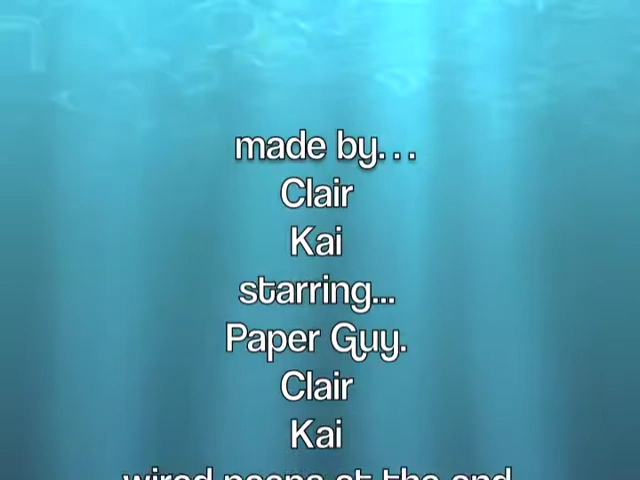 made by...
Clair
Kai
starring...
Paper Guy.
Clair
Kai
wired peeps at the end